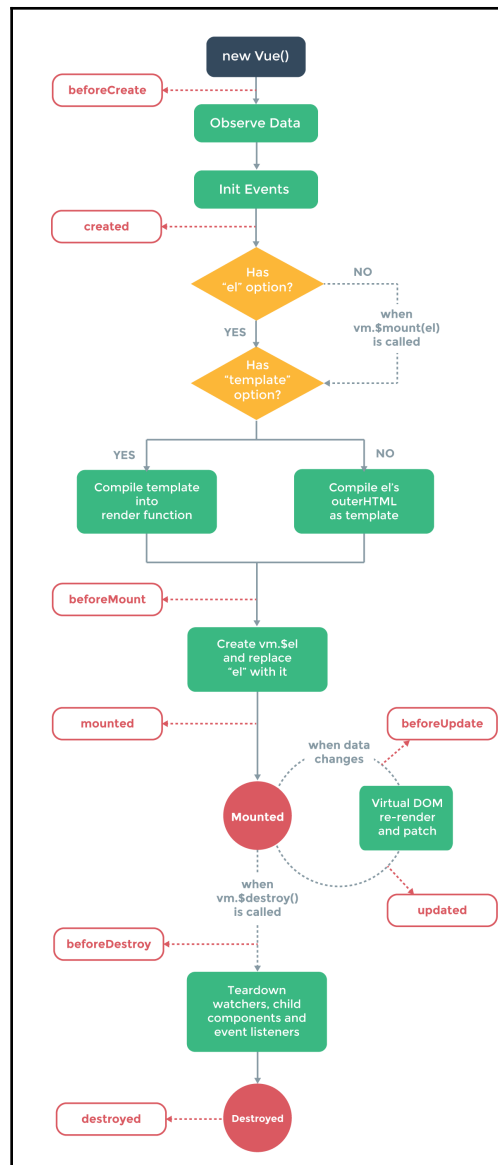 new Vue()
beforeCreate
Observe Data
Init Events
created
Has
"el" option?
NO
when
vm.$mount(el)
is called
YES
Has
"template"
option?
YES
NO
Compile template
into
render function
Compile el's
outerHTML
as template
beforeMount
Create vm.$el
and replace
"el" with it
mounted
beforeUpdate
when data
changes
Mounted
Virtual DOM
re-render
and patch
when
vm.$destroy()
is called
updated
beforeDestroy
Teardown
watchers, child
components and
event listeners
destroyed
Destroyed